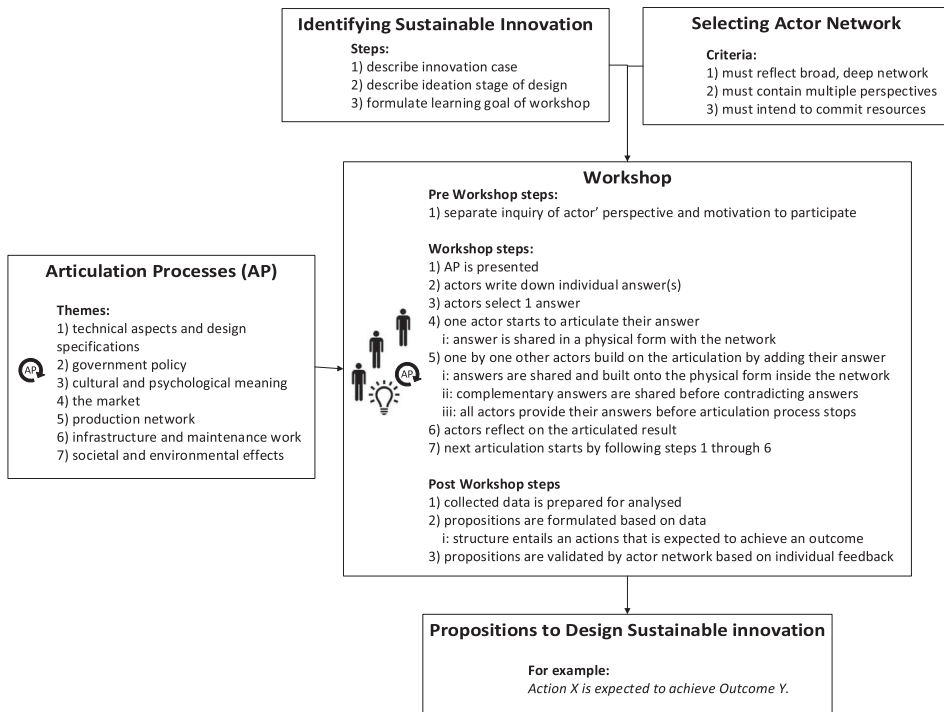 Identifying Sustainable Innovation
Steps:
1) describe innovation case
2) describe ideation stage of design
3) formulate learning goal of workshop
Selecting Actor Network
Criteria:
1) must reflect broad, deep network
2) must contain multiple perspectives
3) must intend to commit resources
Articulation Processes (AP)
Themes:
1) technical aspects and design
specifications
2) government policy
3) cultural and psychological meaning
4) the market
5) production network
6) infrastructure and maintenance work
7) societal and environmental effects
AP
Workshop
Pre Workshop steps:
1) separate inquiry of actor’ perspective and motivation to participate
Workshop steps:
1) AP is presented
2) actors write down individual answer(s)
3) actors select 1 answer
4) one actor starts to articulate their answer
i: answer is shared in a physical form with the network
5) one by one other actors build on the articulation by adding their answer
i: answers are shared and built onto the physical form inside the network
ii: complementary answers are shared before contradicting answers
iii: all actors provide their answers before articulation process stops
6) actors reflect on the articulated result
7) next articulation starts by following steps 1 through 6
AP
Post Workshop steps
1) collected data is prepared for analysed
2) propositions are formulated based on data
i: structure entails an actions that is expected to achieve an outcome
3) propositions are validated by actor network based on individual feedback
Propositions to Design Sustainable innovation
For example:
Action X is expected to achieve Outcome Y.